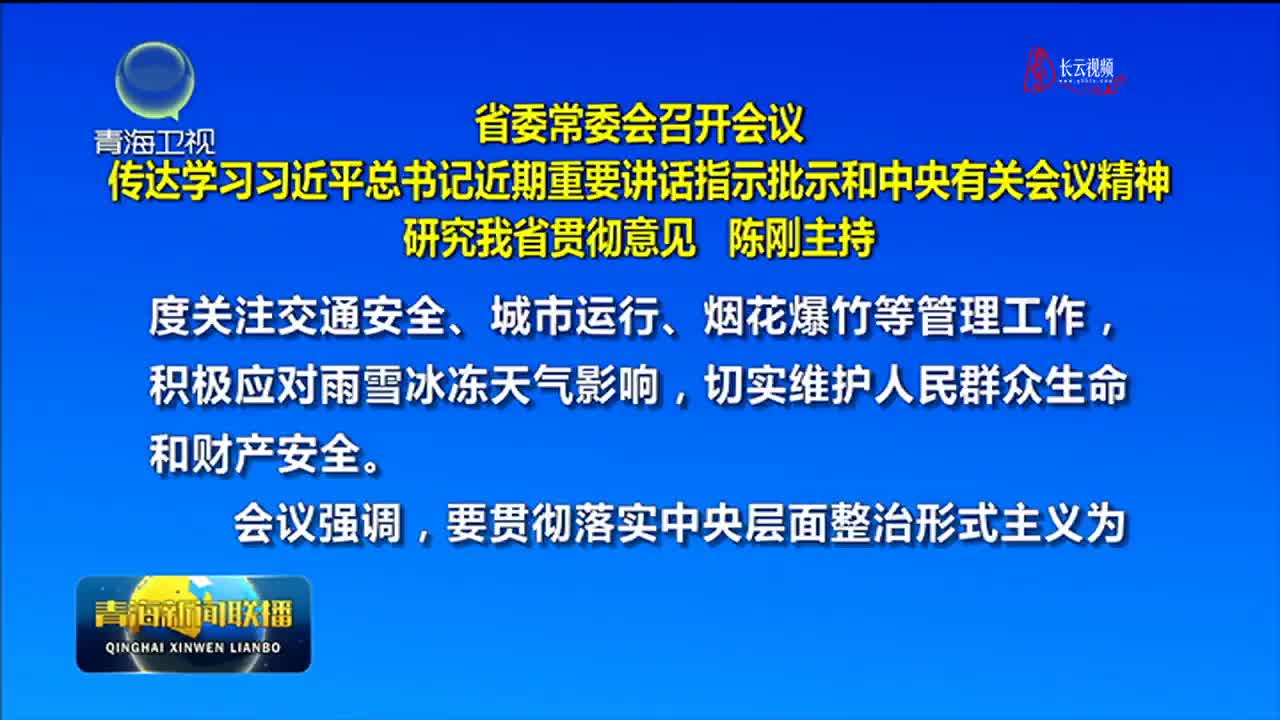 青海卫视
长云视频
省委常委会召开会议
传达学习习近平总书记近期重要讲话指示批示和中央有关会议精神
研究我省贯彻意见 陈刚主持
度关注交通安全、城市运行、烟花爆竹等管理工作，
积极应对雨雪冰冻天气影响，切实维护人民群众生命
和财产安全。
会议强调，要贯彻落实中央层面整治形式主义为
青海新闻联播
QINGHAI XINWEN LIANBO